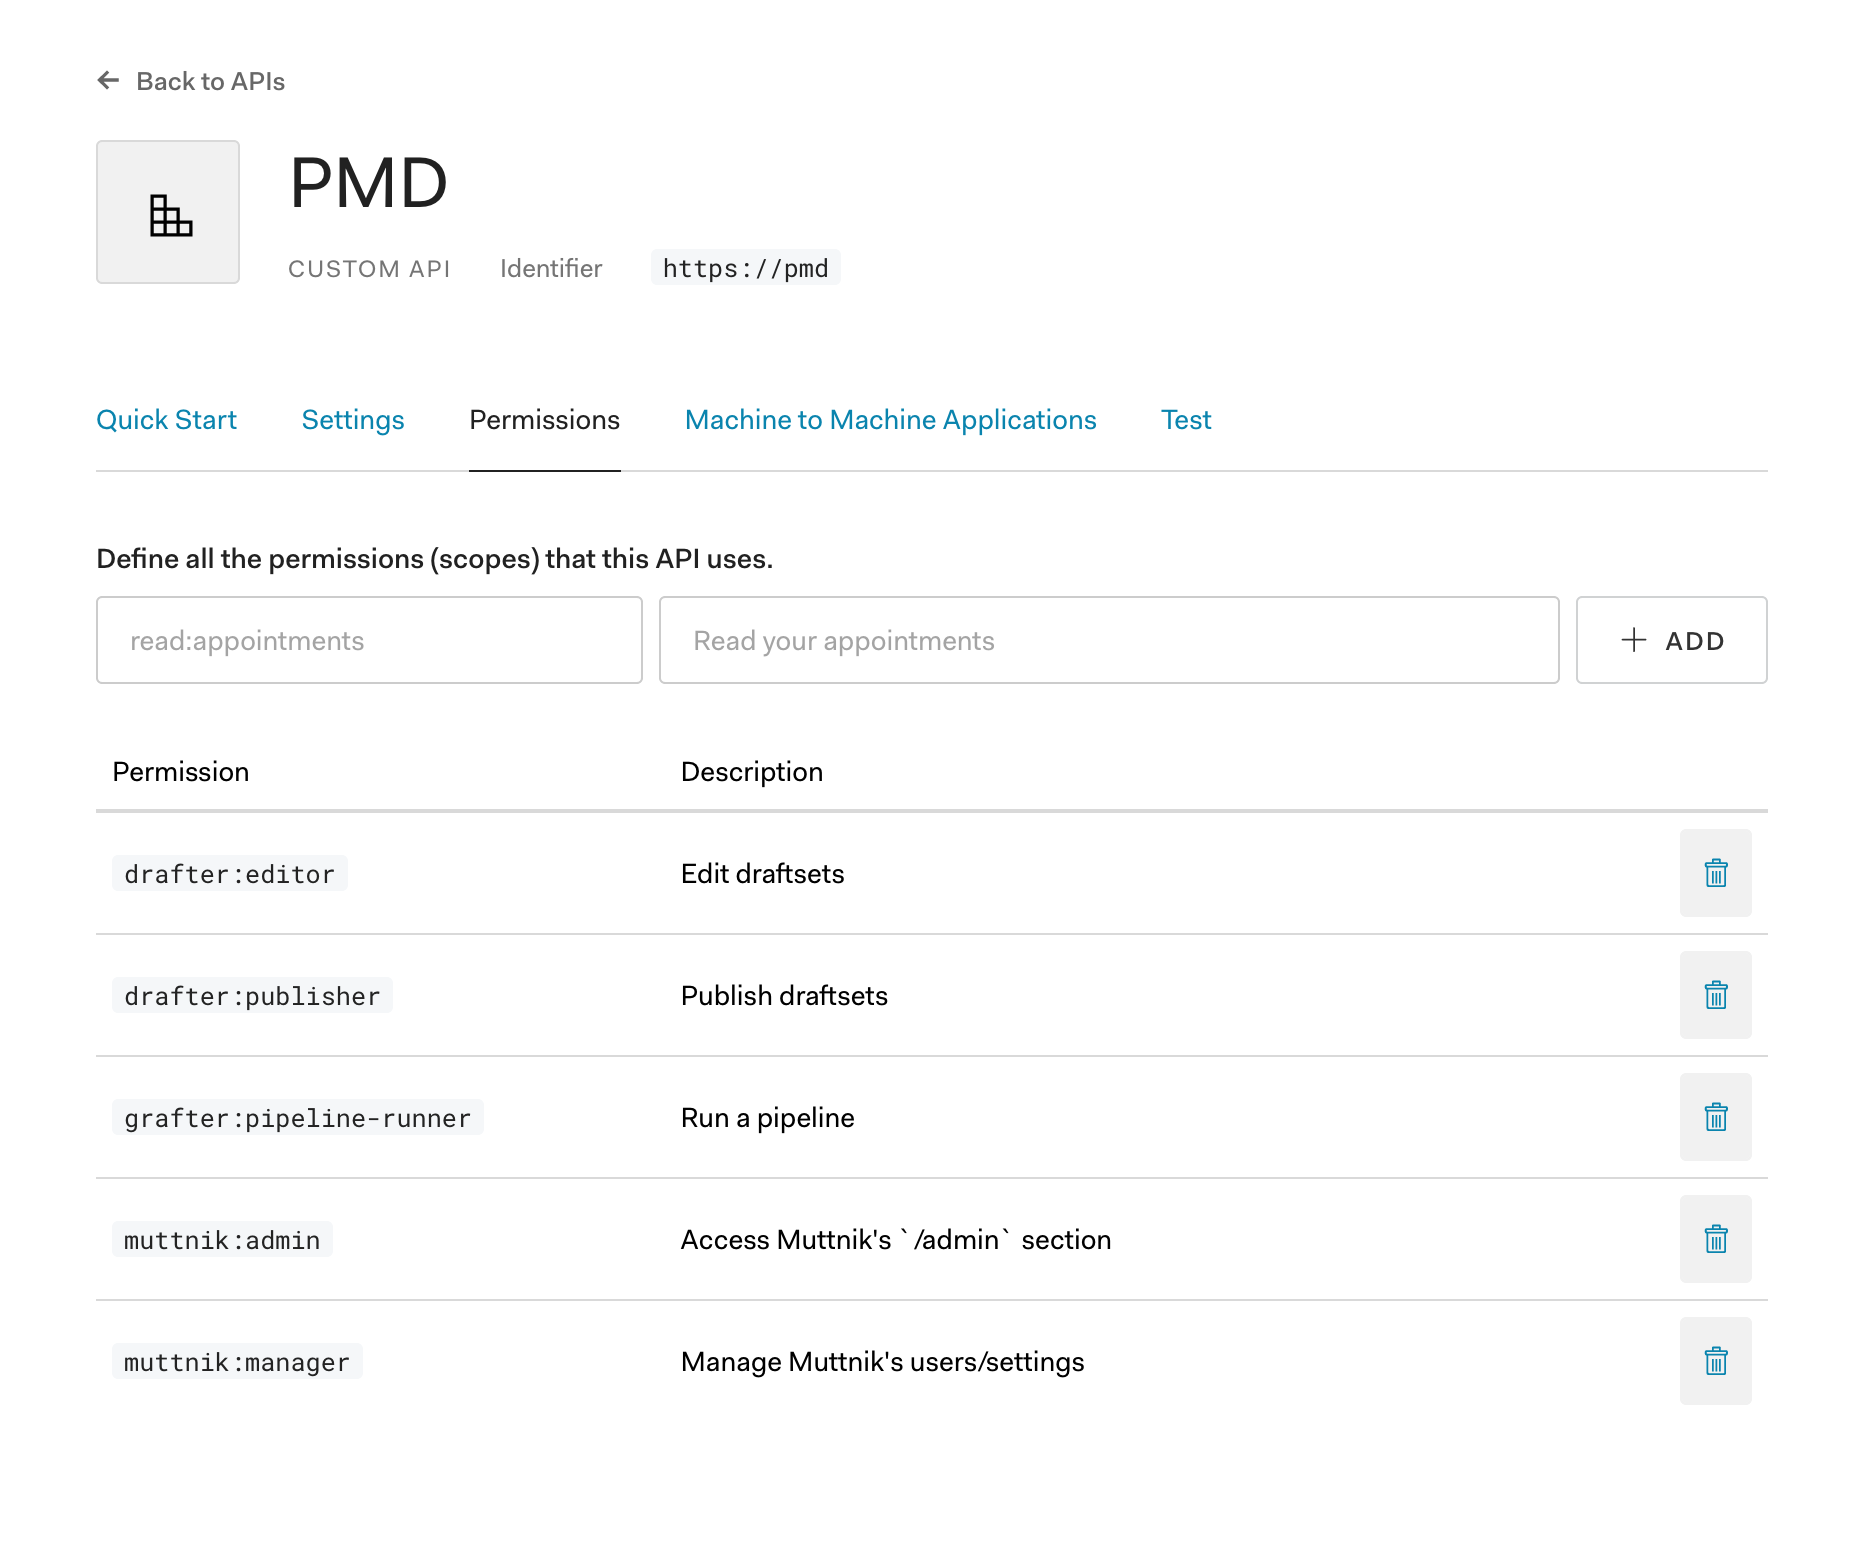 Back to APIs
PMD
CUSTOM API Identifier https://pmd
Quick Start Settings Permissions Machine to Machine Applications Test
Define all the permissions (scopes) that this API uses.
read:appointments Read your appointments ADD
Permission Description
drafter:editor Edit draftsets
drafter:publisher Publish draftsets
grafter:pipeline-runner Run a pipeline
muttnik:admin Access Muttnik's `/admin` section
muttnik:manager Manage Muttnik's users/settings